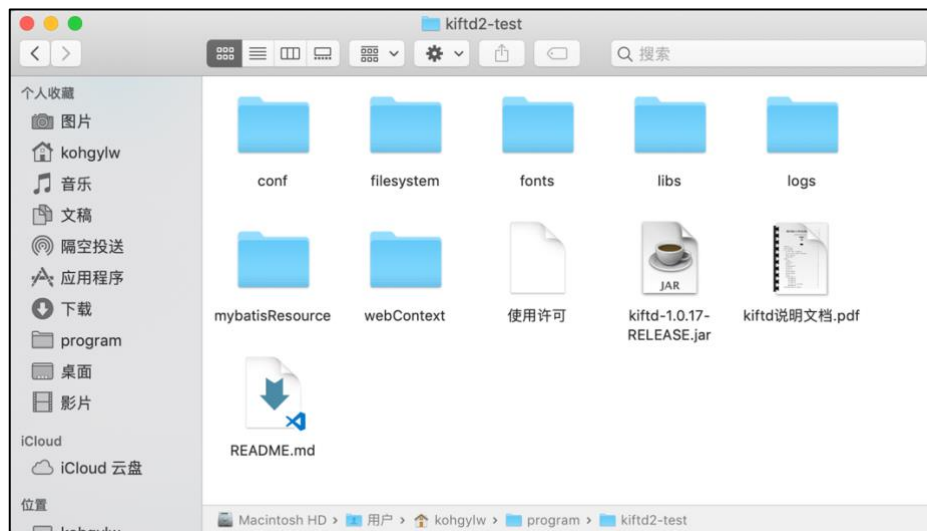 kiftd2-test
搜索
个人收藏
图片
kohgylw
音乐
文稿
隔空投送
应用程序
下载
program
桌面
影片
iCloud
iCloud 云盘
位置
conf
filesystem
fonts
libs
logs
mybatisResource
webContext
使用许可
JAR
kiftd-1.0.17-
RELEASE.jar
kiftd说明文档.pdf
README.md
Macintosh HD › 用户 › kohgylw › program › kiftd2-test